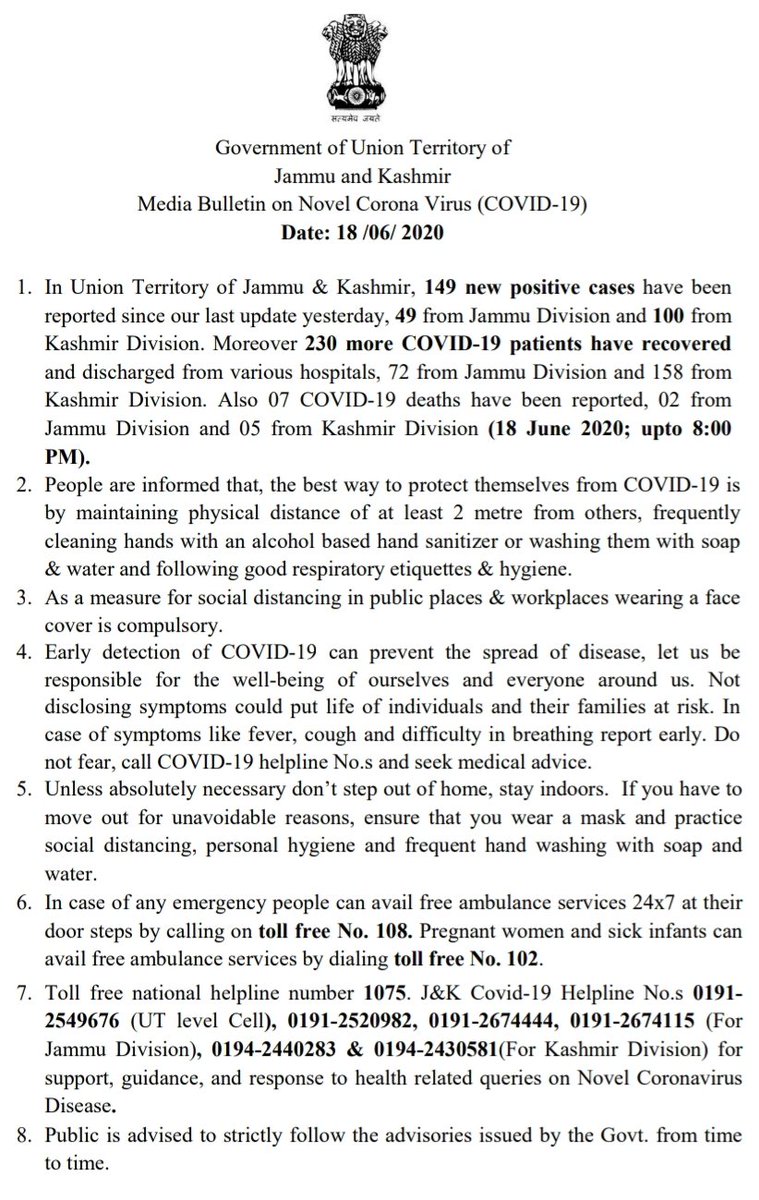 सत्यमेव जयते
Government of Union Territory of
Jammu and Kashmir
Media Bulletin on Novel Corona Virus (COVID-19)
Date: 18 /06/ 2020
1. In Union Territory of Jammu & Kashmir, 149 new positive cases have been
reported since our last update yesterday, 49 from Jammu Division and 100 from
Kashmir Division. Moreover 230 more COVID-19 patients have recovered
and discharged from various hospitals, 72 from Jammu Division and 158 from
Kashmir Division. Also 07 COVID-19 deaths have been reported, 02 from
Jammu Division and 05 from Kashmir Division (18 June 2020; upto 8:00
PM).
2. People are informed that, the best way to protect themselves from COVID-19 is
by maintaining physical distance of at least 2 metre from others, frequently
cleaning hands with an alcohol based hand sanitizer or washing them with soap
& water and following good respiratory etiquettes & hygiene.
3. As a measure for social distancing in public places & workplaces wearing a face
cover is compulsory.
4. Early detection of COVID-19 can prevent the spread of disease, let us be
responsible for the well-being of ourselves and everyone around us. Not
disclosing symptoms could put life of individuals and their families at risk. In
case of symptoms like fever, cough and difficulty in breathing report early. Do
not fear, call COVID-19 helpline No.s and seek medical advice.
5. Unless absolutely necessary don't step out of home, stay indoors. If you have to
move out for unavoidable reasons, ensure that you wear a mask and practice
social distancing, personal hygiene and frequent hand washing with soap and
water.
6. In case of any emergency people can avail free ambulance services 24x7 at their
door steps by calling on toll free No. 108. Pregnant women and sick infants can
avail free ambulance services by dialing toll free No. 102.
7. Toll free national helpline number 1075. J&K Covid-19 Helpline No.s 0191-
2549676 (UT level Cell), 0191-2520982, 0191-2674444, 0191-2674115 (For
Jammu Division), 0194-2440283 & 0194-2430581(For Kashmir Division) for
support, guidance, and response to health related queries on Novel Coronavirus
Disease.
8. Public is advised to strictly follow the advisories issued by the Govt. from time
to time.